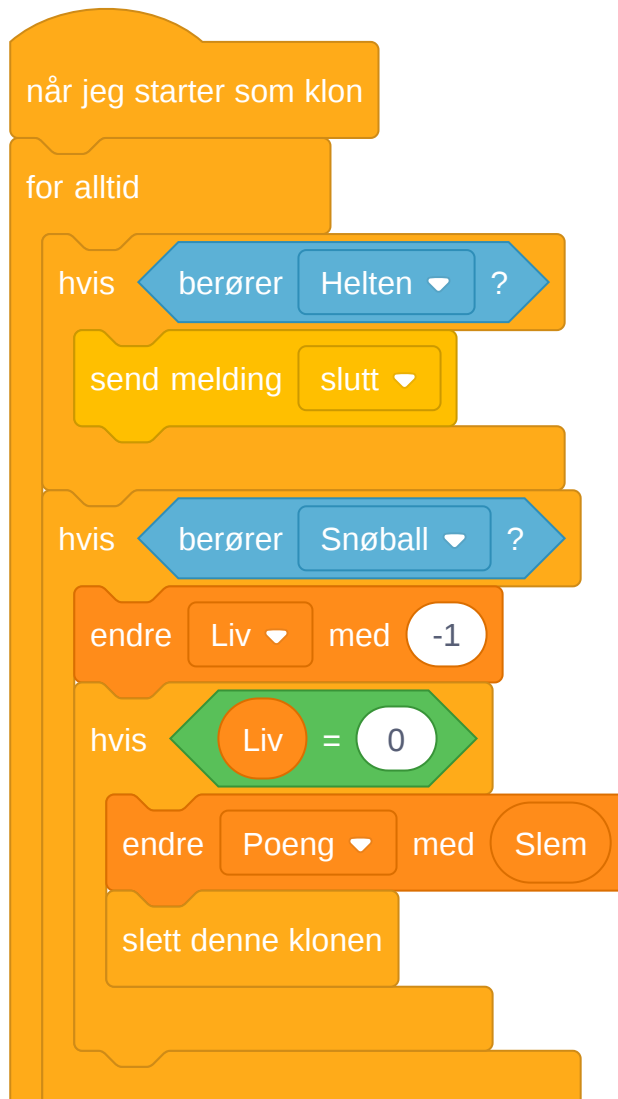 når jeg starter som klon
for alltid
hvis berører Helten ?
send melding slutt
hvis berører Snøball ?
endre Liv med -1
hvis Liv = 0
endre Poeng med Slem
slett denne klonen